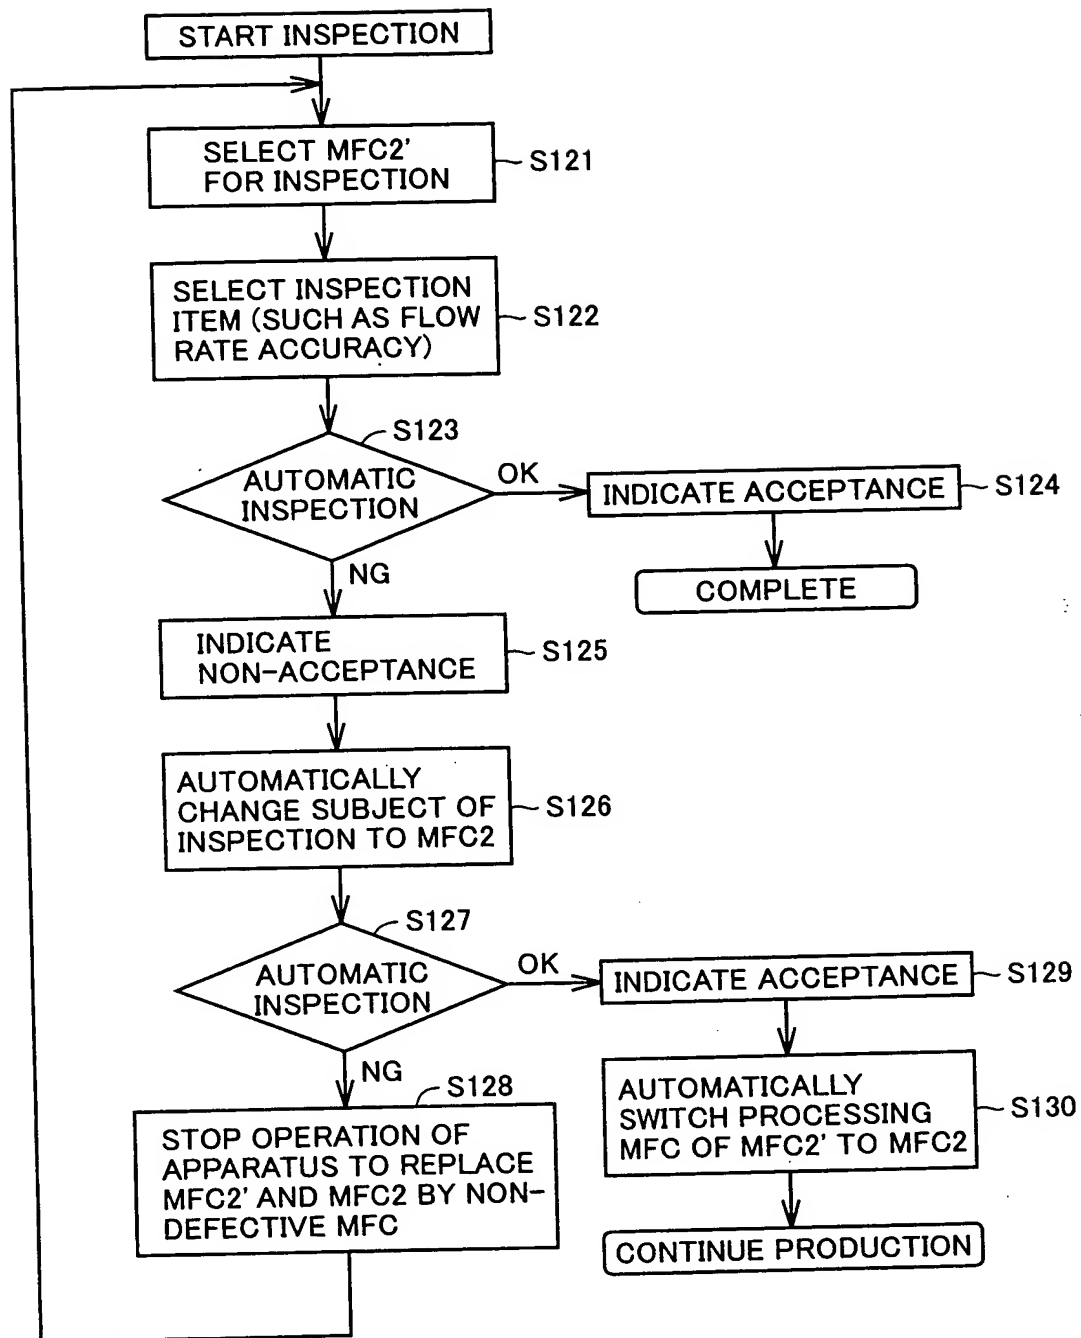 START INSPECTION
SELECT MFC2'
FOR INSPECTION
S121
SELECT INSPECTION
ITEM (SUCH AS FLOW
RATE ACCURACY)
S122
S123
AUTOMATIC
INSPECTION
OK
INDICATE ACCEPTANCE
S124
COMPLETE
NG
INDICATE
NON-ACCEPTANCE
S125
AUTOMATICALLY
CHANGE SUBJECT OF
INSPECTION TO MFC2
S126
S127
AUTOMATIC
INSPECTION
OK
INDICATE ACCEPTANCE
S129
NG
S128
STOP OPERATION OF
APPARATUS TO REPLACE
MFC2' AND MFC2 BY NON-
DEFECTIVE MFC
AUTOMATICALLY
SWITCH PROCESSING
MFC OF MFC2' TO MFC2
S130
CONTINUE PRODUCTION